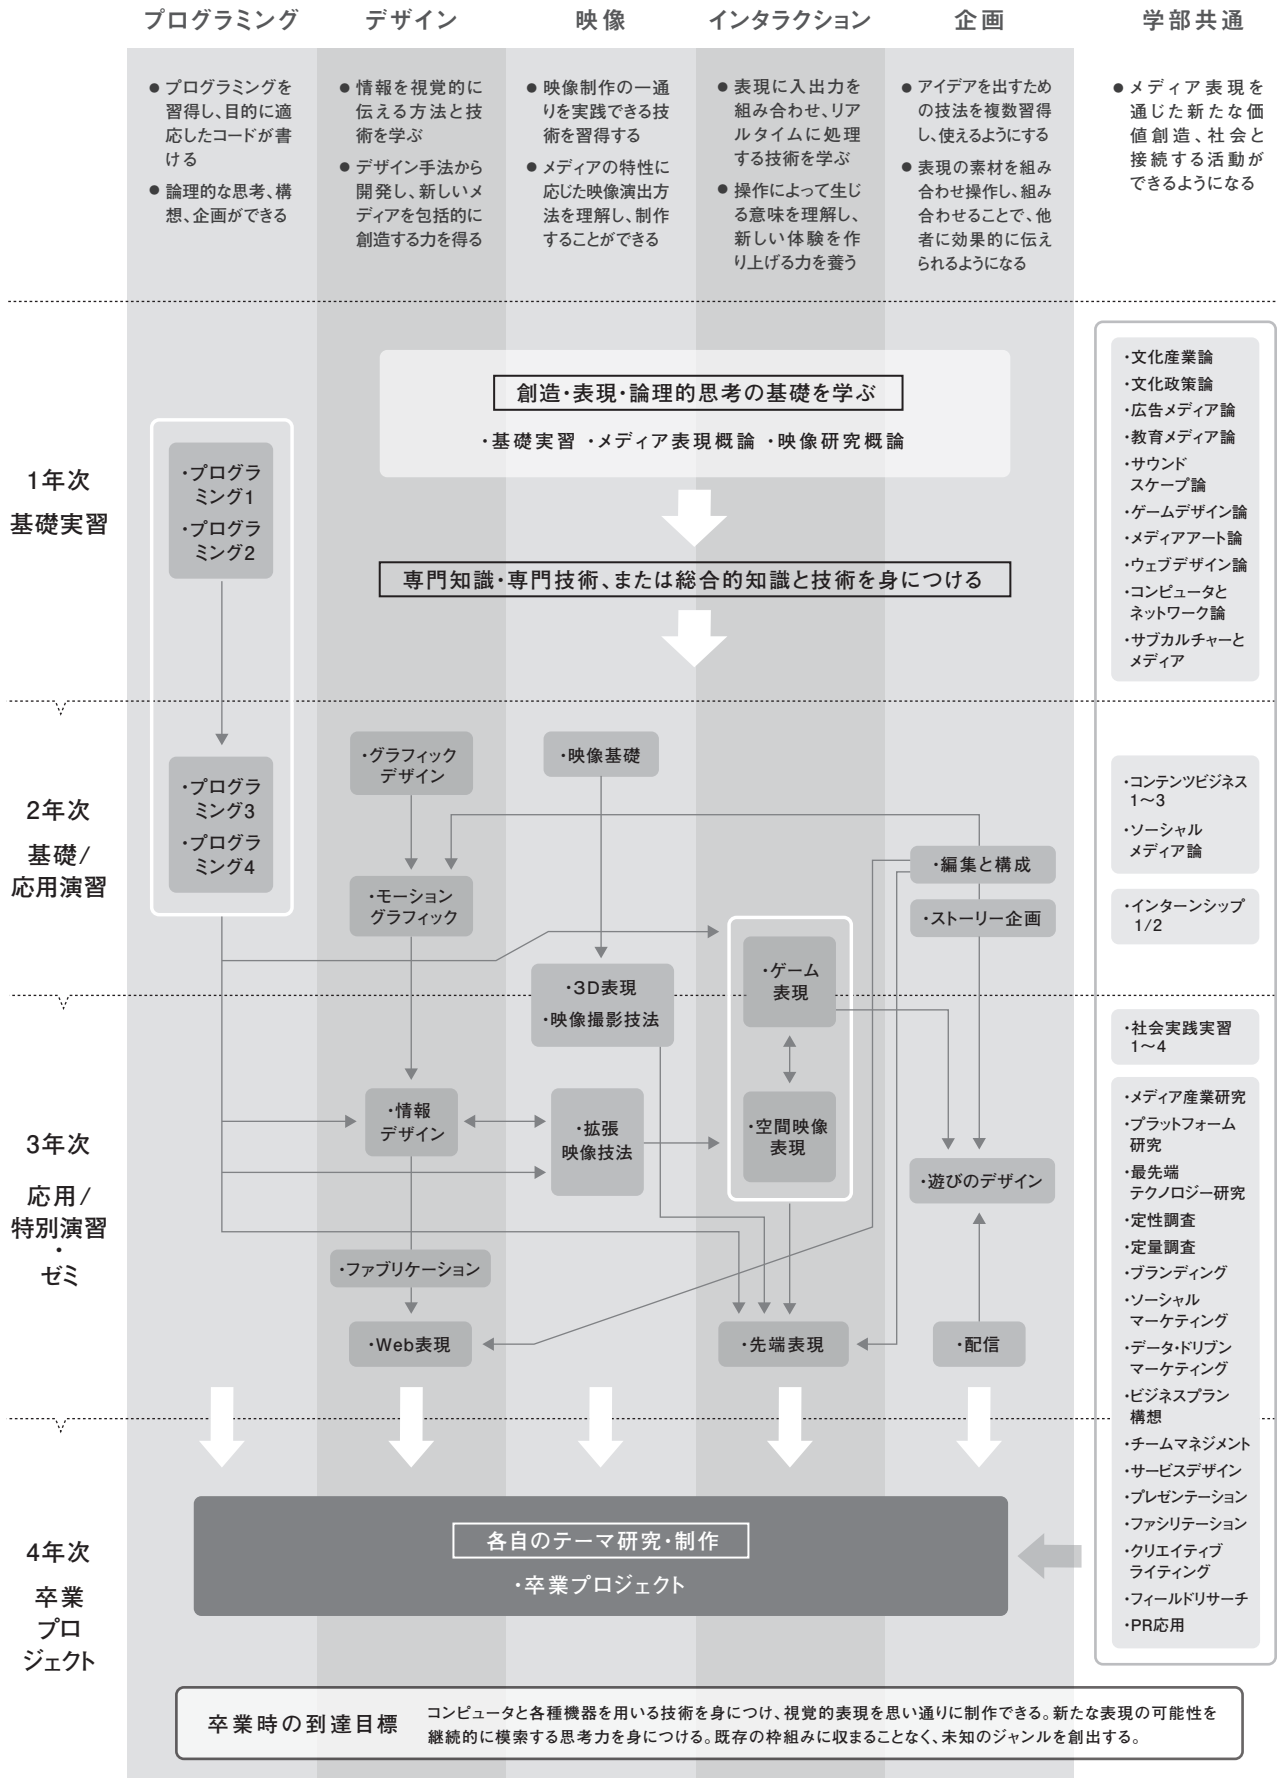 プログラミング
デザイン
映像
インタラクション
企画
学部共通
● プログラミングを
習得し、目的に適
応したコードが書
ける
● 論理的な思考、構
想、企画ができる
● 情報を視覚的に
伝える方法と技
術を学ぶ
● デザイン手法から
開発し、新しいメ
ディアを包括的に
創造する力を得る
● 映像制作の一通
りを実践できる技
術を習得する
● メディアの特性に
応じた映像演出方
法を理解し、制作
することができる
● 表現に入出力を
組み合わせ、リア
ルタイムに処理
する技術を学ぶ
● 操作によって生じ
る意味を理解し、
新しい体験を作
り上げる力を養う
● アイデアを出すため
の技法を複数習得
し、使えるようにする
● 表現の素材を組み
合わせ操作し、組み
合わせることで、他
者に効果的に伝え
られるようになる
● メディア表現を
通じた新たな価
値創造、社会と
接続する活動が
できるようになる
1年次
基礎実習
創造・表現・論理的思考の基礎を学ぶ
・基礎実習 ・メディア表現概論 ・映像研究概論
・プログラ
ミング1
・プログラ
ミング2
専門知識・専門技術、または総合的知識と技術を身につける
・文化産業論
・文化政策論
・広告メディア論
・教育メディア論
・サウンド
スケープ論
・ゲームデザイン論
・メディアアート論
・ウェブデザイン論
・コンピュータと
ネットワーク論
・サブカルチャーと
メディア
2年次
基礎/
応用演習
・プログラ
ミング3
・プログラ
ミング4
・グラフィック
デザイン
・映像基礎
・モーション
グラフィック
・編集と構成
・ストーリー企画
・ゲーム
表現
・3D表現
・映像撮影技法
・コンテンツビジネス
1〜3
・ソーシャル
メディア論
・インターンシップ
1/2
3年次
応用/
特別演習
・
ゼミ
・情報
デザイン
・拡張
映像技法
・空間映像
表現
・遊びのデザイン
・ファブリケーション
・Web表現
・先端表現
・配信
・社会実践実習
1〜4
・メディア産業研究
・プラットフォーム
研究
・最先端
テクノロジー研究
・定性調査
・定量調査
・ブランディング
・ソーシャル
マーケティング
・データ・ドリブン
マーケティング
・ビジネスプラン
構想
・チームマネジメント
・サービスデザイン
・プレゼンテーション
・ファシリテーション
・クリエイティブ
ライティング
・フィールドリサーチ
・PR応用
4年次
卒業
プロ
ジェクト
各自のテーマ研究・制作
・卒業プロジェクト
卒業時の到達目標
コンピュータと各種機器を用いる技術を身につけ、視覚的表現を思い通りに制作できる。新たな表現の可能性を
継続的に模索する思考力を身につける。既存の枠組みに収まることなく、未知のジャンルを創出する。